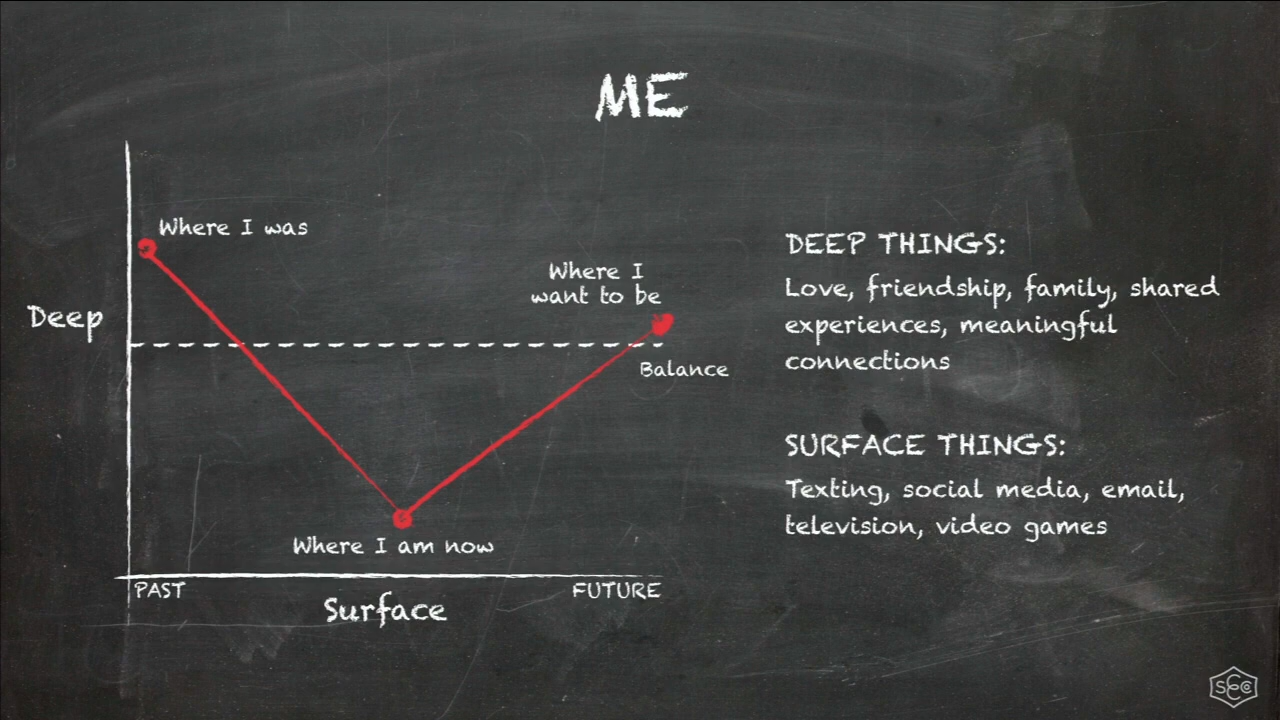 ME
Where I was
Where I
want to be
Deep
Balance
Where I am now
PAST
FUTURE
Surface
DEEP THINGS:
Love, friendship, family, shared
experiences, meaningful
connections
SURFACE THINGS:
Texting, social media, email,
television, video games